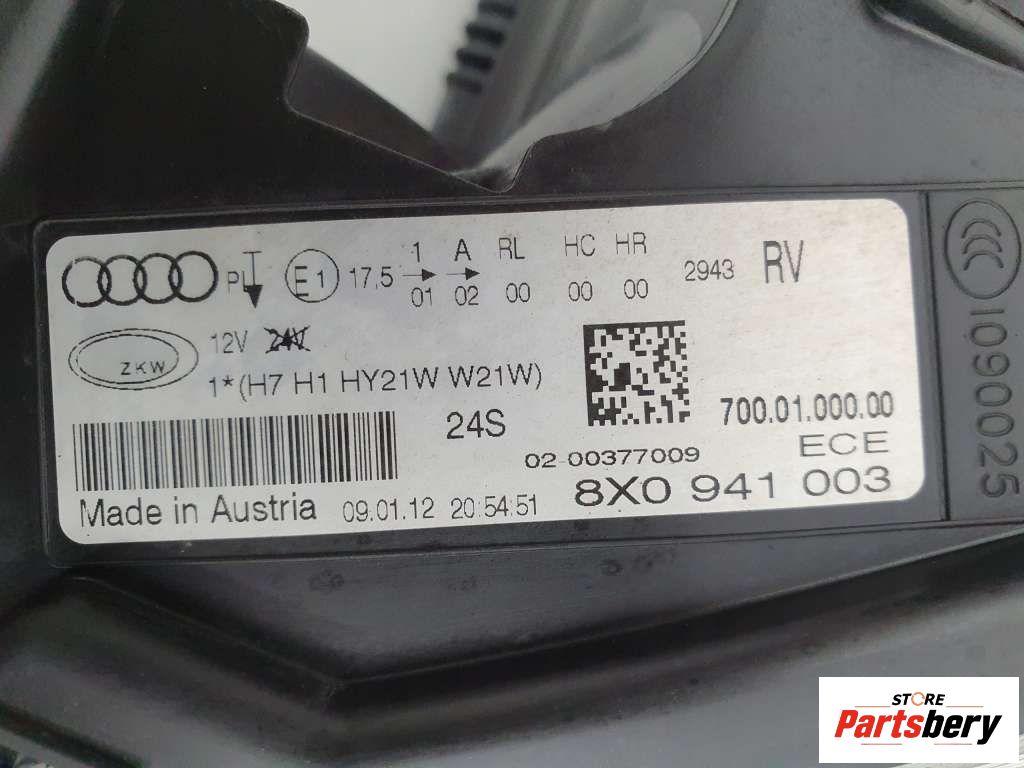 PL E1 17,5 1 A RL HC HR 2943 RV
01 02 00 00 00
ZKW 12V 24V
1*(H7 H1 HY21W W21W)
24S 700.01.000.00
02-00377009 ECE
Made in Austria 09.01.12 20:54:51 8X0 941 003
CCC 1090025
STORE
Partsbery